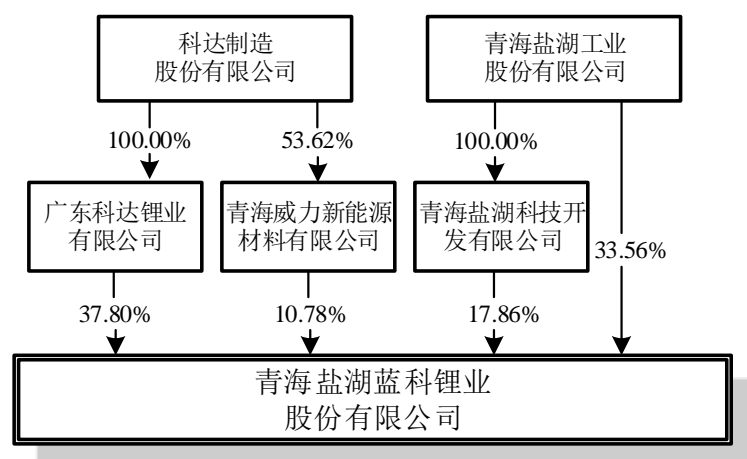 科达制造
股份有限公司
青海盐湖工业
股份有限公司
100.00%
53.62%
100.00%
广东科达锂业
有限公司
青海威力新能源
材料有限公司
青海盐湖科技开
发有限公司
33.56%
37.80%
10.78%
17.86%
青海盐湖蓝科锂业
股份有限公司